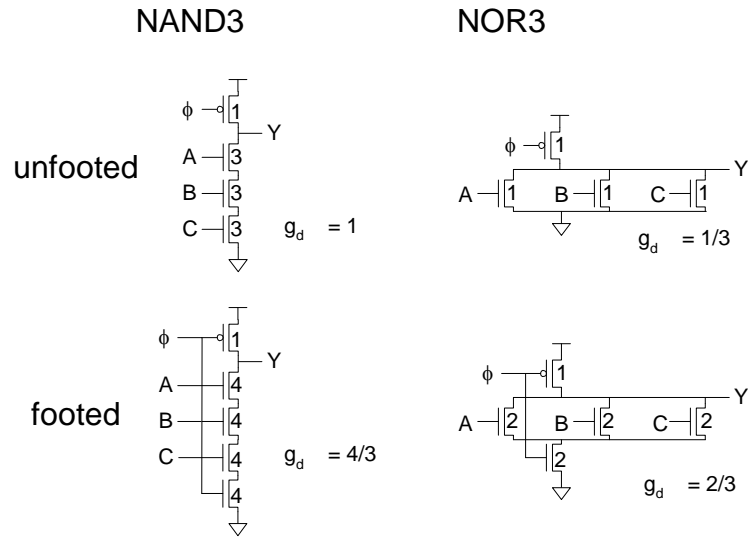 NAND3
NOR3
unfooted
ϕ
1
Y
A
3
B
3
C
3
g_d = 1
ϕ
1
Y
A
1
B
1
C
1
g_d = 1/3
footed
ϕ
1
Y
A
4
B
4
C
4
4
g_d = 4/3
ϕ
1
Y
A
2
B
2
C
2
2
g_d = 2/3